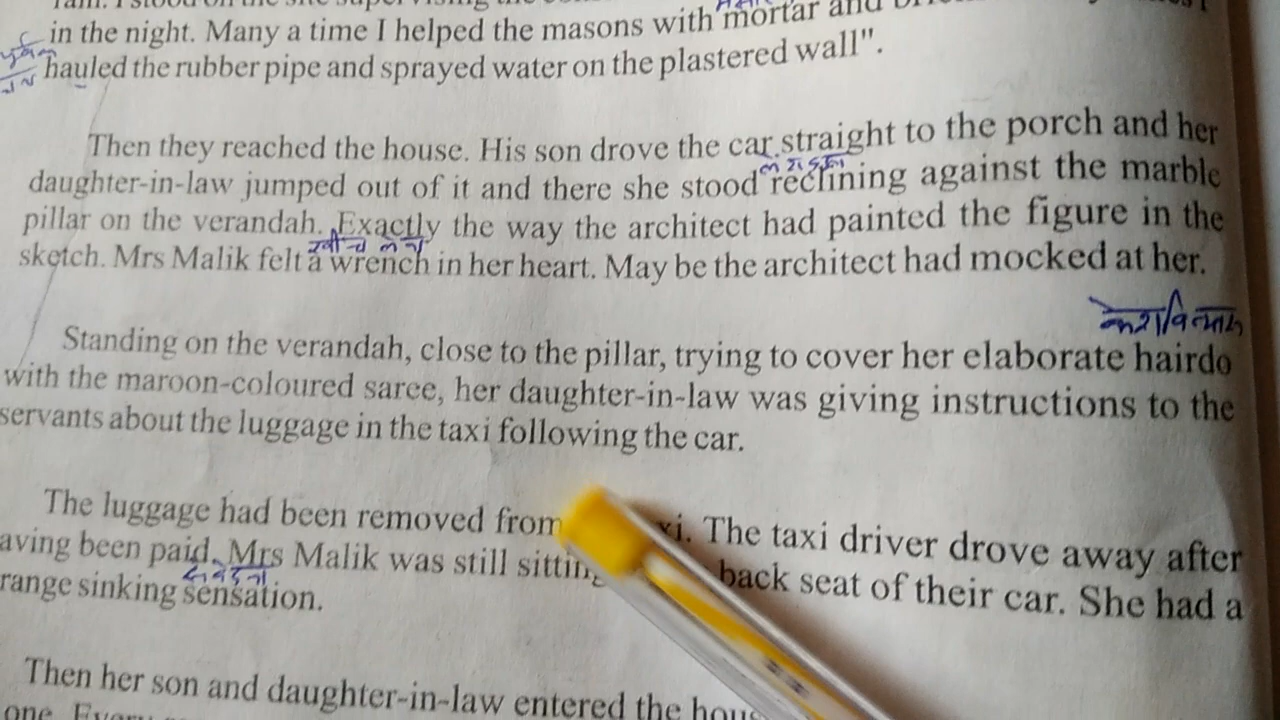 in the night. Many a time I helped the masons with mortar and
hauled the rubber pipe and sprayed water on the plastered wall".
Then they reached the house. His son drove the car straight to the porch and her
daughter-in-law jumped out of it and there she stood reclining against the marble
pillar on the verandah. Exactly the way the architect had painted the figure in the
sketch. Mrs Malik felt a wrench in her heart. May be the architect had mocked at her.
केशविन्यास
Standing on the verandah, close to the pillar, trying to cover her elaborate hairdo
with the maroon-coloured saree, her daughter-in-law was giving instructions to the
servants about the luggage in the taxi following the car.
The luggage had been removed from xi. The taxi driver drove away after
aving been paid. Mrs Malik was still sitting back seat of their car. She had a
range sinking sensation.
Then her son and daughter-in-law entered the
one.